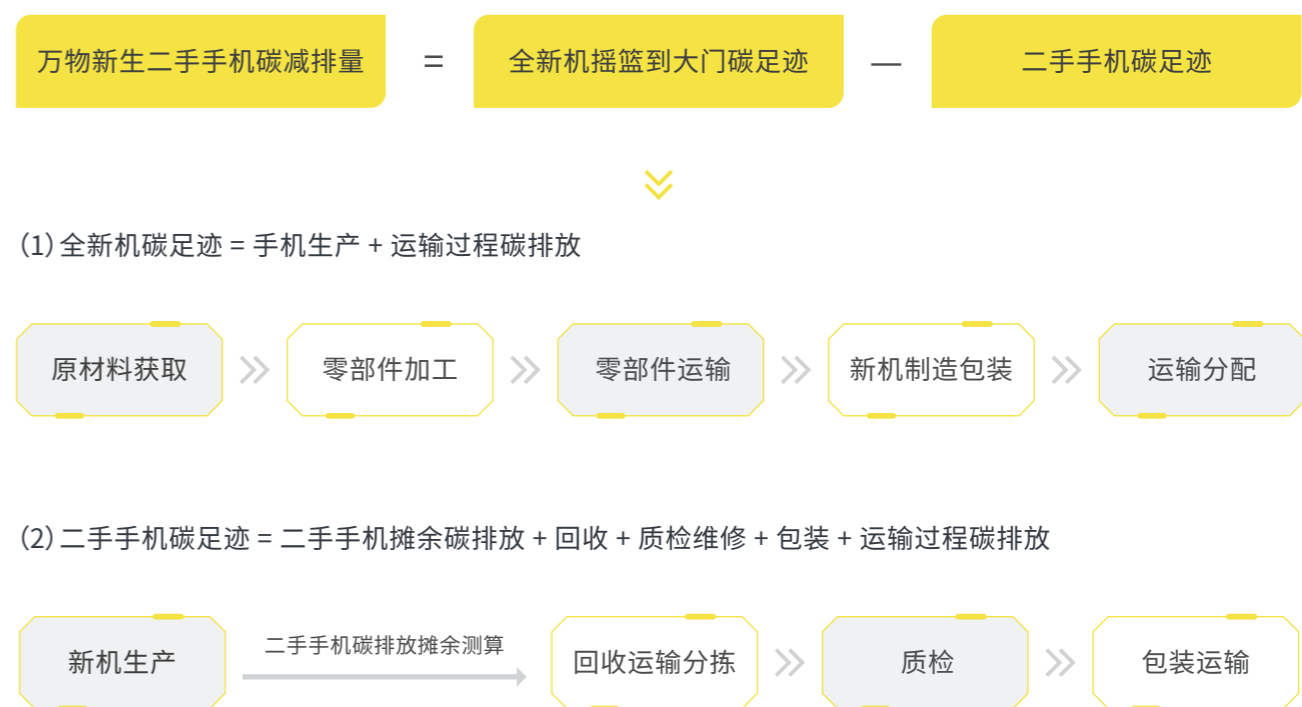 万物新生二手手机碳减排量 = 全新机摇篮到大门碳足迹 — 二手手机碳足迹
(1) 全新机碳足迹 = 手机生产 + 运输过程碳排放
原材料获取 零部件加工 零部件运输 新机制造包装 运输分配
(2) 二手手机碳足迹 = 二手手机摊余碳排放 + 回收 + 质检维修 + 包装 + 运输过程碳排放
新机生产 二手手机碳排放摊余测算 回收运输分拣 质检 包装运输